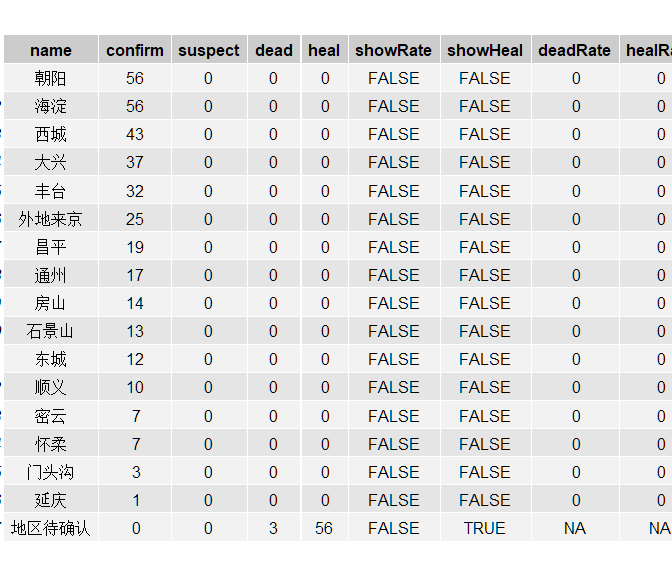 name confirm suspect dead heal showRate showHeal deadRate healRa
朝阳 56 0 0 0 FALSE FALSE 0 0
海淀 56 0 0 0 FALSE FALSE 0 0
西城 43 0 0 0 FALSE FALSE 0 0
大兴 37 0 0 0 FALSE FALSE 0 0
丰台 32 0 0 0 FALSE FALSE 0 0
外地来京 25 0 0 0 FALSE FALSE 0 0
昌平 19 0 0 0 FALSE FALSE 0 0
通州 17 0 0 0 FALSE FALSE 0 0
房山 14 0 0 0 FALSE FALSE 0 0
石景山 13 0 0 0 FALSE FALSE 0 0
东城 12 0 0 0 FALSE FALSE 0 0
顺义 10 0 0 0 FALSE FALSE 0 0
密云 7 0 0 0 FALSE FALSE 0 0
怀柔 7 0 0 0 FALSE FALSE 0 0
门头沟 3 0 0 0 FALSE FALSE 0 0
延庆 1 0 0 0 FALSE FALSE 0 0
地区待确认 0 0 3 56 FALSE TRUE NA NA